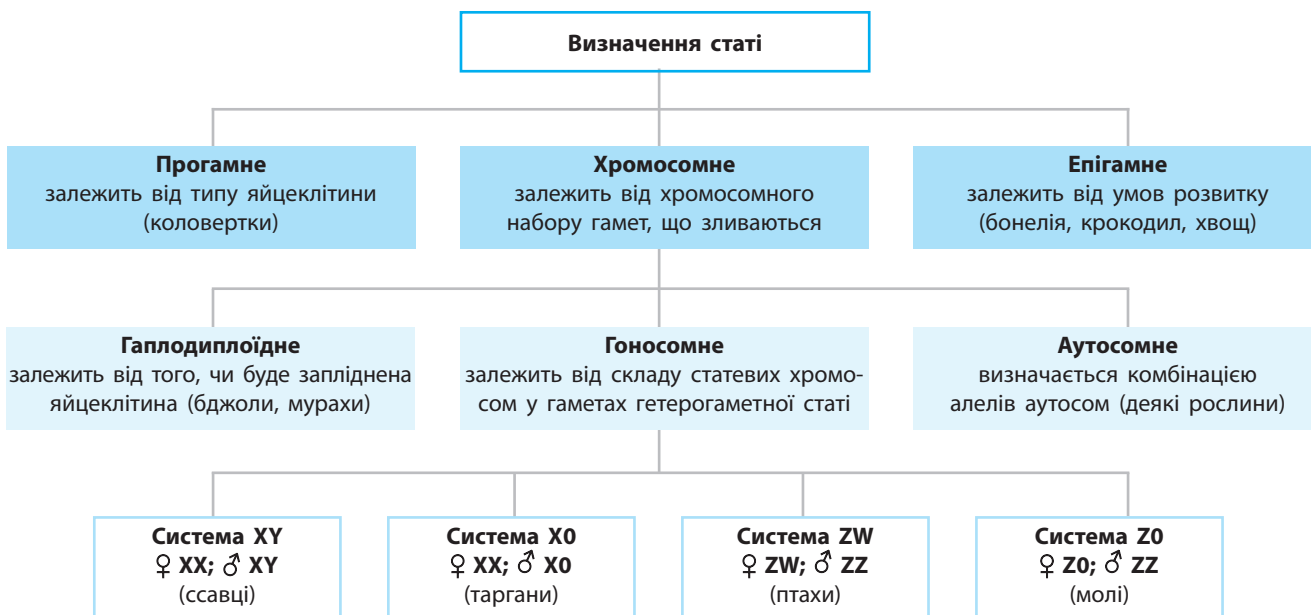 Визначення статі
Прогамне
залежить від типу яйцеклітини
(коловертки)
Хромосомне
залежить від хромосомного
набору гамет, що зливаються
Епігамне
залежить від умов розвитку
(бонелія, крокодил, хвощ)
Гаплодиплоїдне
залежить від того, чи буде запліднена
яйцеклітина (бджоли, мурахи)
Гоносомне
залежить від складу статевих хромо-
сом у гаметах гетерогаметної статі
Аутосомне
визначається комбінацією
алелів аутосом (деякі рослини)
Система XY
♀ XX; ♂ XY
(ссавці)
Система X0
♀ XX; ♂ X0
(таргани)
Система ZW
♀ ZW; ♂ ZZ
(птахи)
Система Z0
♀ Z0; ♂ ZZ
(молі)